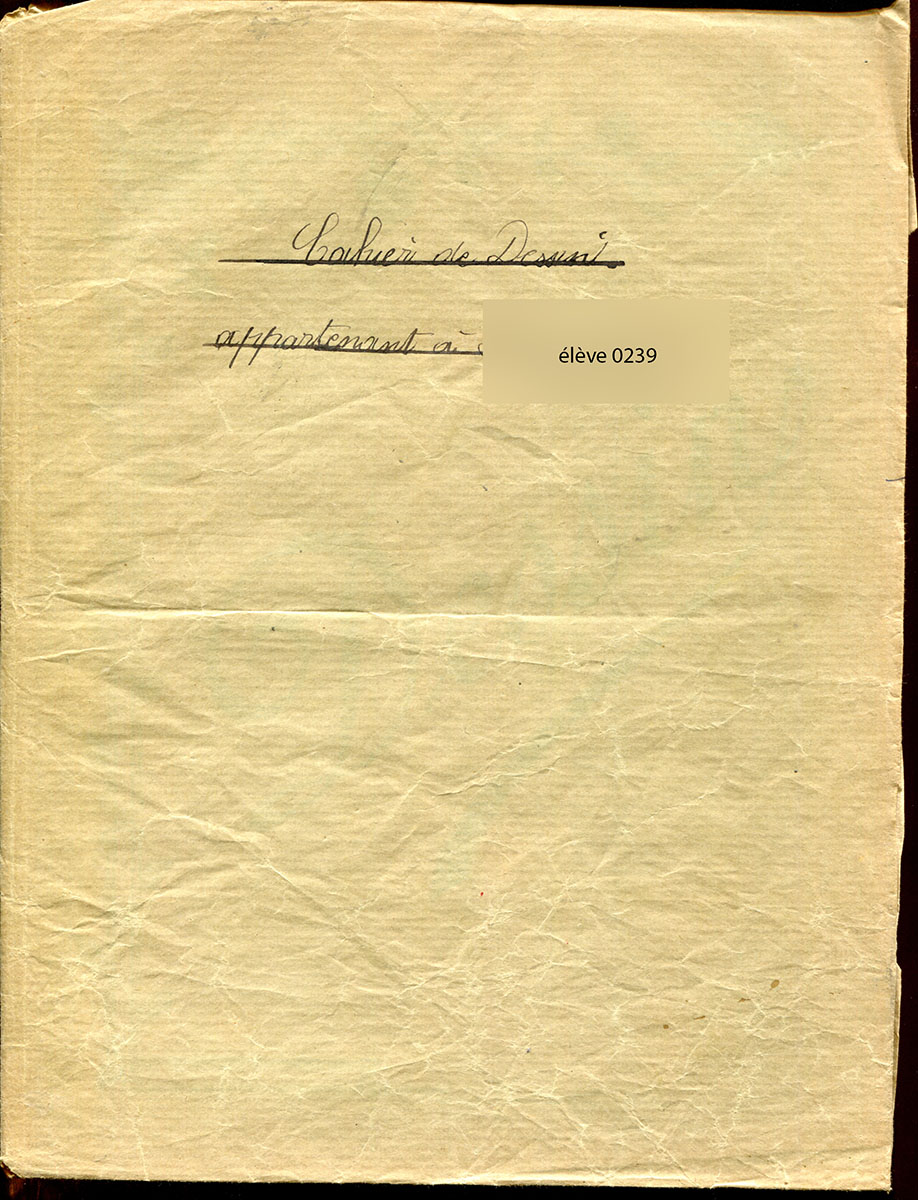 Cahier de Dessin.
appartenant à élève 0239